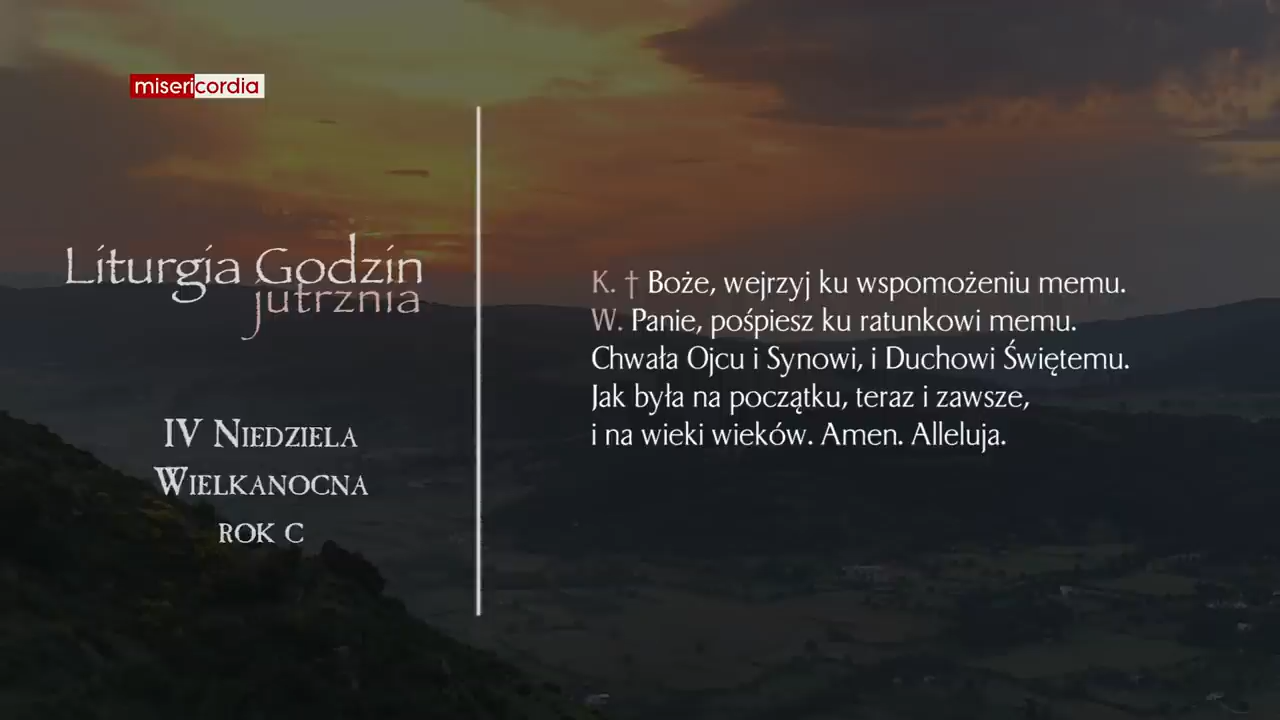 misericordia
Liturgia Godzin
jutrznia
IV Niedziela
Wielkanocna
rok C
K. † Boże, wejrzyj ku wspomożeniu memu.
W. Panie, pośpiesz ku ratunkowi memu.
Chwała Ojcu i Synowi, i Duchowi Świętemu.
Jak była na początku, teraz i zawsze,
i na wieki wieków. Amen. Alleluja.